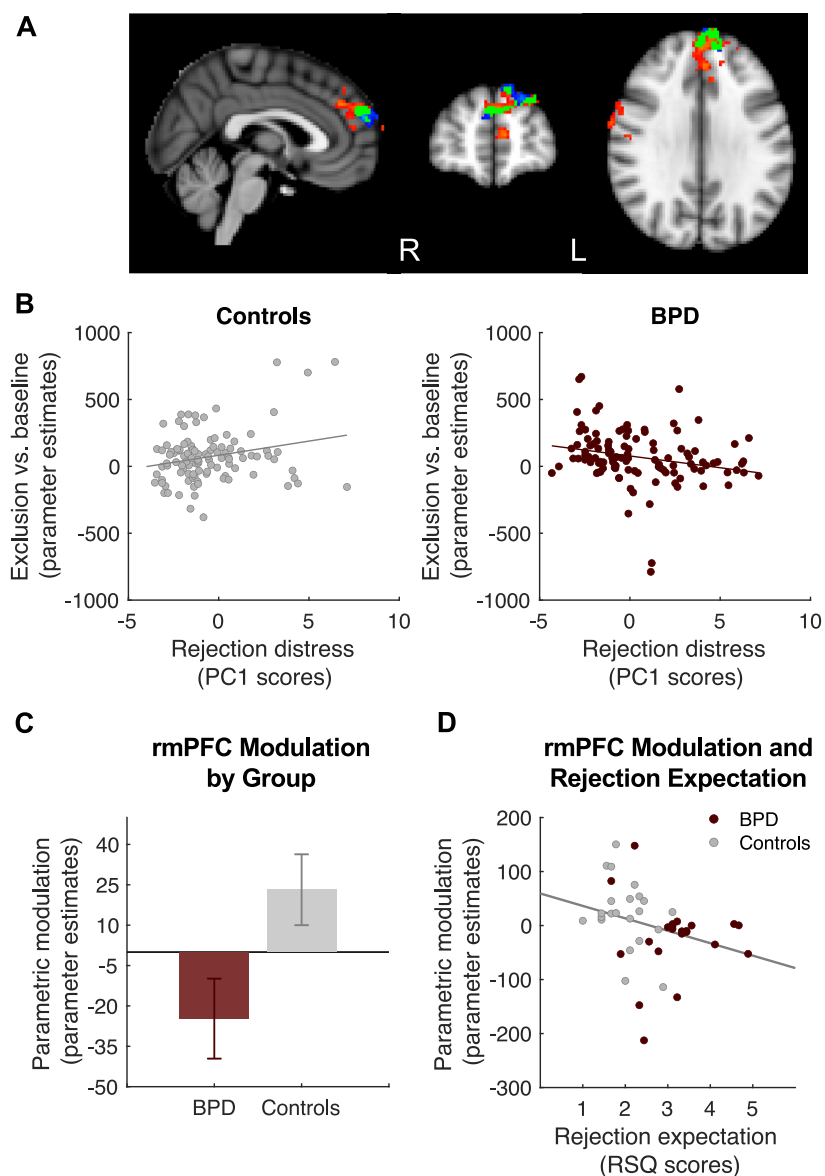 A
R
L
B
Controls
BPD
Exclusion vs. baseline
(parameter estimates)
1000
500
0
-500
-1000
-5
0
5
10
Rejection distress
(PC1 scores)
Exclusion vs. baseline
(parameter estimates)
1000
500
0
-500
-1000
-5
0
5
10
Rejection distress
(PC1 scores)
C
rmPFC Modulation
by Group
Parametric modulation
(parameter estimates)
40
25
10
-5
-20
-35
-50
BPD
Controls
D
rmPFC Modulation and
Rejection Expectation
BPD
Controls
Parametric modulation
(parameter estimates)
200
100
0
-100
-200
-300
1
2
3
4
5
Rejection expectation
(RSQ scores)